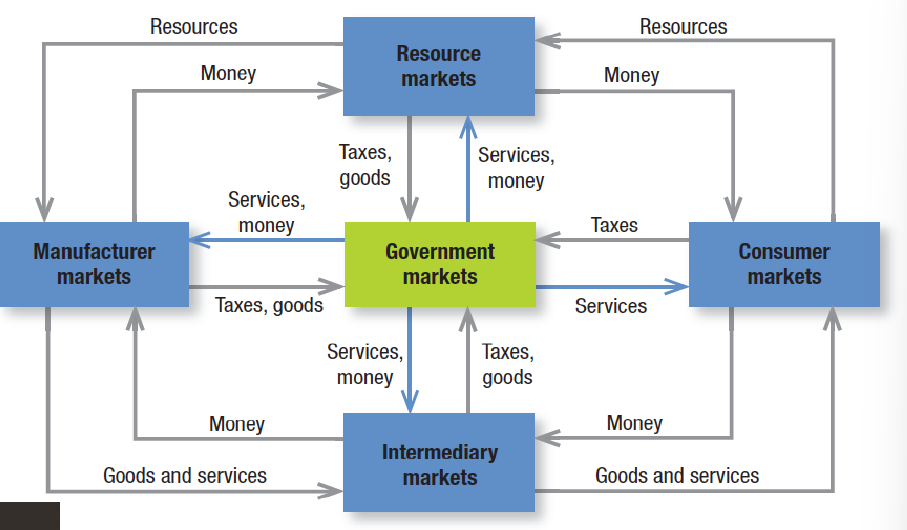 Resources
Resources
Resource
markets
Money
Money
Taxes,
goods
Services,
money
Services,
money
Taxes
Manufacturer
markets
Government
markets
Consumer
markets
Taxes, goods
Services
Services,
money
Taxes,
goods
Money
Money
Intermediary
markets
Goods and services
Goods and services